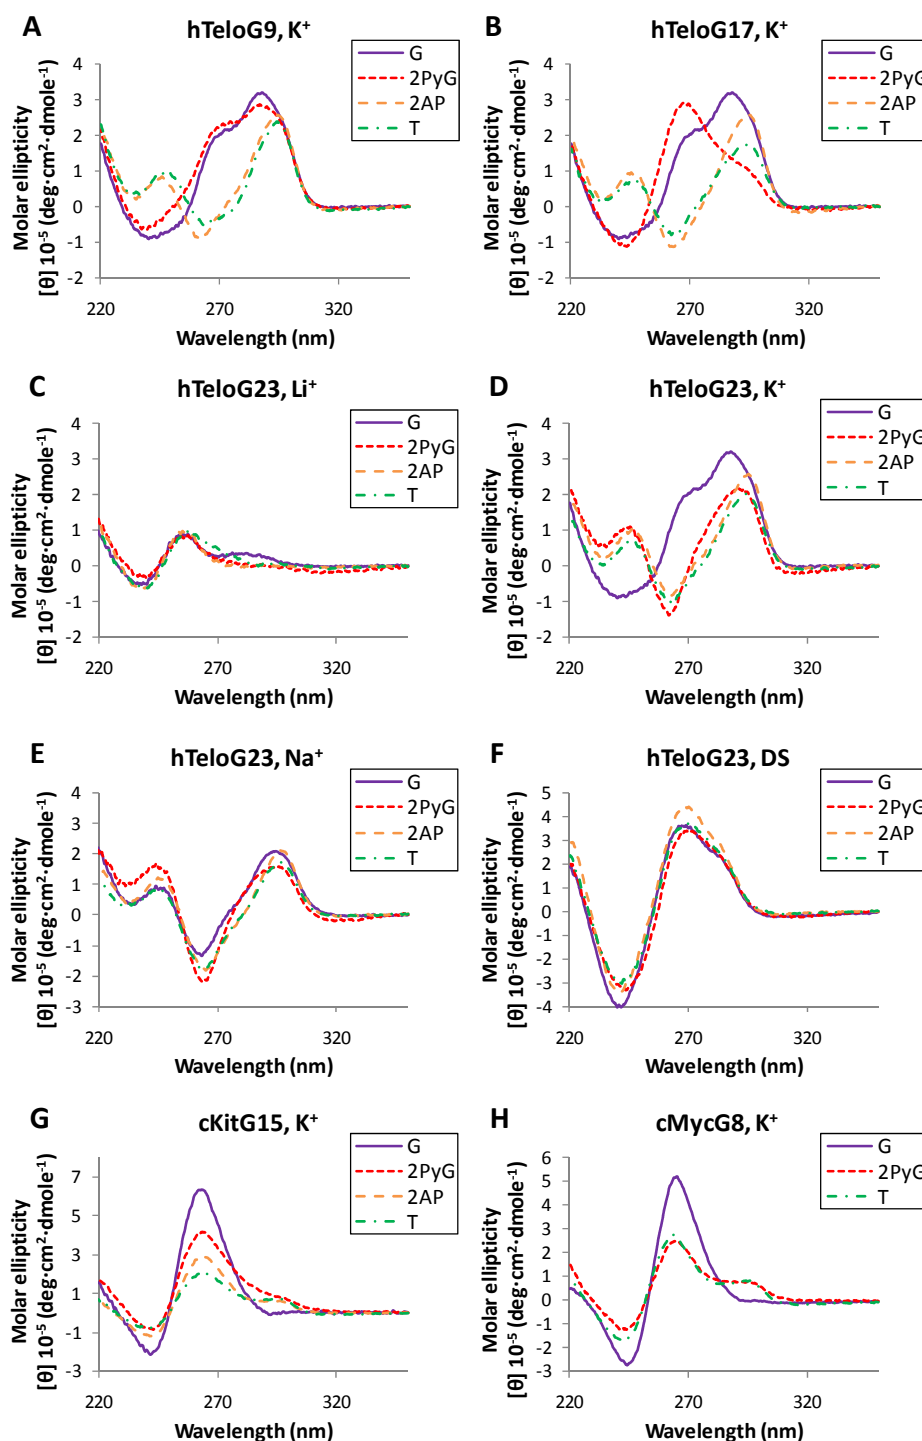 A
hTeloG9, K⁺
Molar ellipticity
[θ] 10⁻⁵ (deg·cm²·dmole⁻¹)
4
3
2
1
0
-1
-2
220
270
320
Wavelength (nm)
G
2PyG
2AP
T
B
hTeloG17, K⁺
Molar ellipticity
[θ] 10⁻⁵ (deg·cm²·dmole⁻¹)
4
3
2
1
0
-1
-2
220
270
320
Wavelength (nm)
G
2PyG
2AP
T
C
hTeloG23, Li⁺
Molar ellipticity
[θ] 10⁻⁵ (deg·cm²·dmole⁻¹)
4
3
2
1
0
-1
-2
220
270
320
Wavelength (nm)
G
2PyG
2AP
T
D
hTeloG23, K⁺
Molar ellipticity
[θ] 10⁻⁵ (deg·cm²·dmole⁻¹)
4
3
2
1
0
-1
-2
220
270
320
Wavelength (nm)
G
2PyG
2AP
T
E
hTeloG23, Na⁺
Molar ellipticity
[θ] 10⁻⁵ (deg·cm²·dmole⁻¹)
4
3
2
1
0
-1
-2
-3
220
270
320
Wavelength (nm)
G
2PyG
2AP
T
F
hTeloG23, DS
Molar ellipticity
[θ] 10⁻⁵ (deg·cm²·dmole⁻¹)
5
4
3
2
1
0
-1
-2
-3
-4
220
270
320
Wavelength (nm)
G
2PyG
2AP
T
G
cKitG15, K⁺
Molar ellipticity
[θ] 10⁻⁵ (deg·cm²·dmole⁻¹)
7
5
3
1
-1
-3
220
270
320
Wavelength (nm)
G
2PyG
2AP
T
H
cMycG8, K⁺
Molar ellipticity
[θ] 10⁻⁵ (deg·cm²·dmole⁻¹)
6
5
4
3
2
1
0
-1
-2
-3
220
270
320
Wavelength (nm)
G
2PyG
T